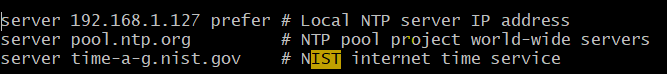 server 192.168.1.127 prefer # Local NTP server IP address
server pool.ntp.org         # NTP pool project world-wide servers
server time-a-g.nist.gov    # NIST internet time service